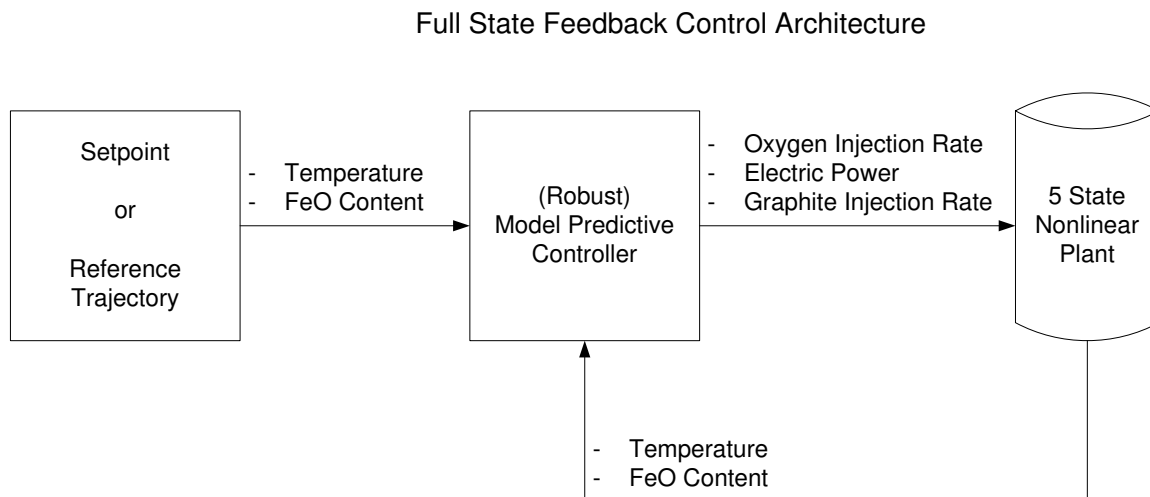 Full State Feedback Control Architecture
Setpoint
or
Reference
Trajectory
- Temperature
- FeO Content
(Robust)
Model Predictive
Controller
- Oxygen Injection Rate
- Electric Power
- Graphite Injection Rate
5 State
Nonlinear
Plant
- Temperature
- FeO Content